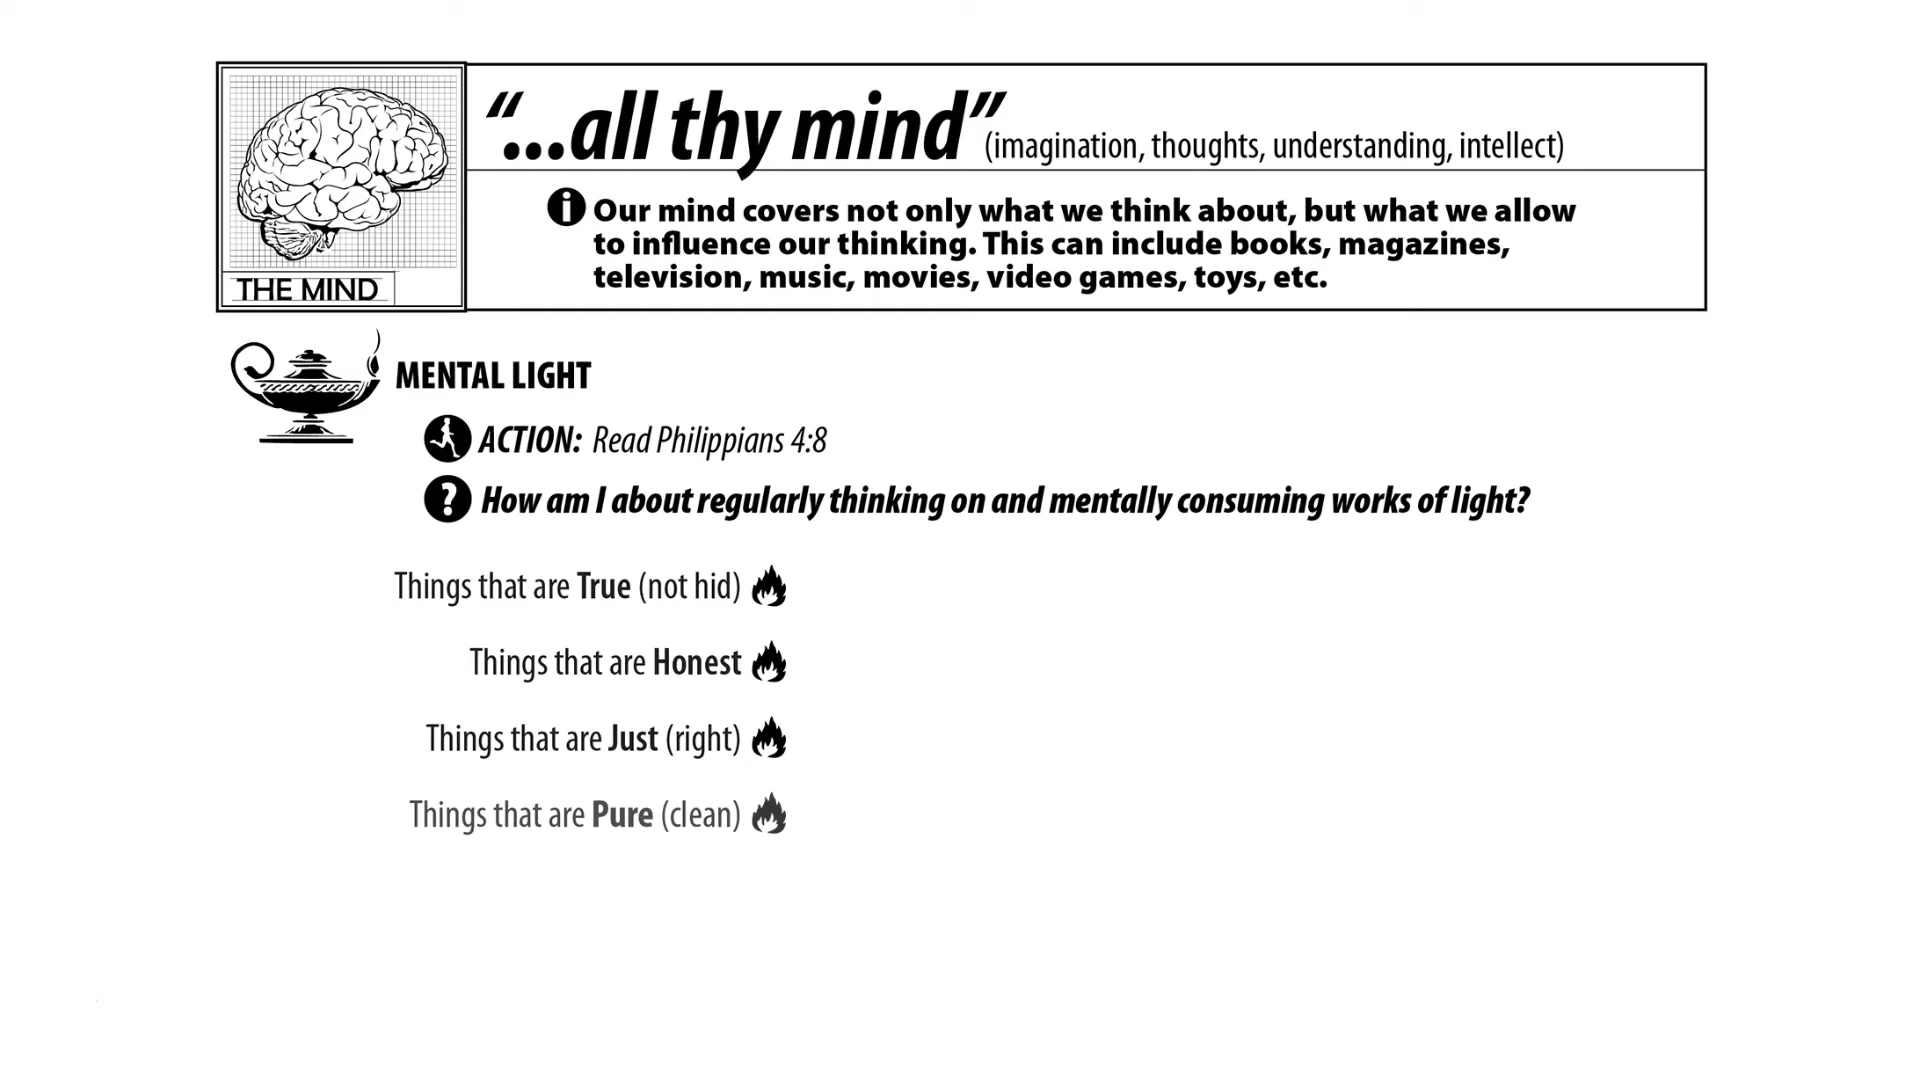 "...all thy mind" (imagination, thoughts, understanding, intellect)
Our mind covers not only what we think about, but what we allow
to influence our thinking. This can include books, magazines,
television, music, movies, video games, toys, etc.
THE MIND
MENTAL LIGHT
ACTION: Read Philippians 4:8
? How am I about regularly thinking on and mentally consuming works of light?
Things that are True (not hid)
Things that are Honest
Things that are Just (right)
Things that are Pure (clean)